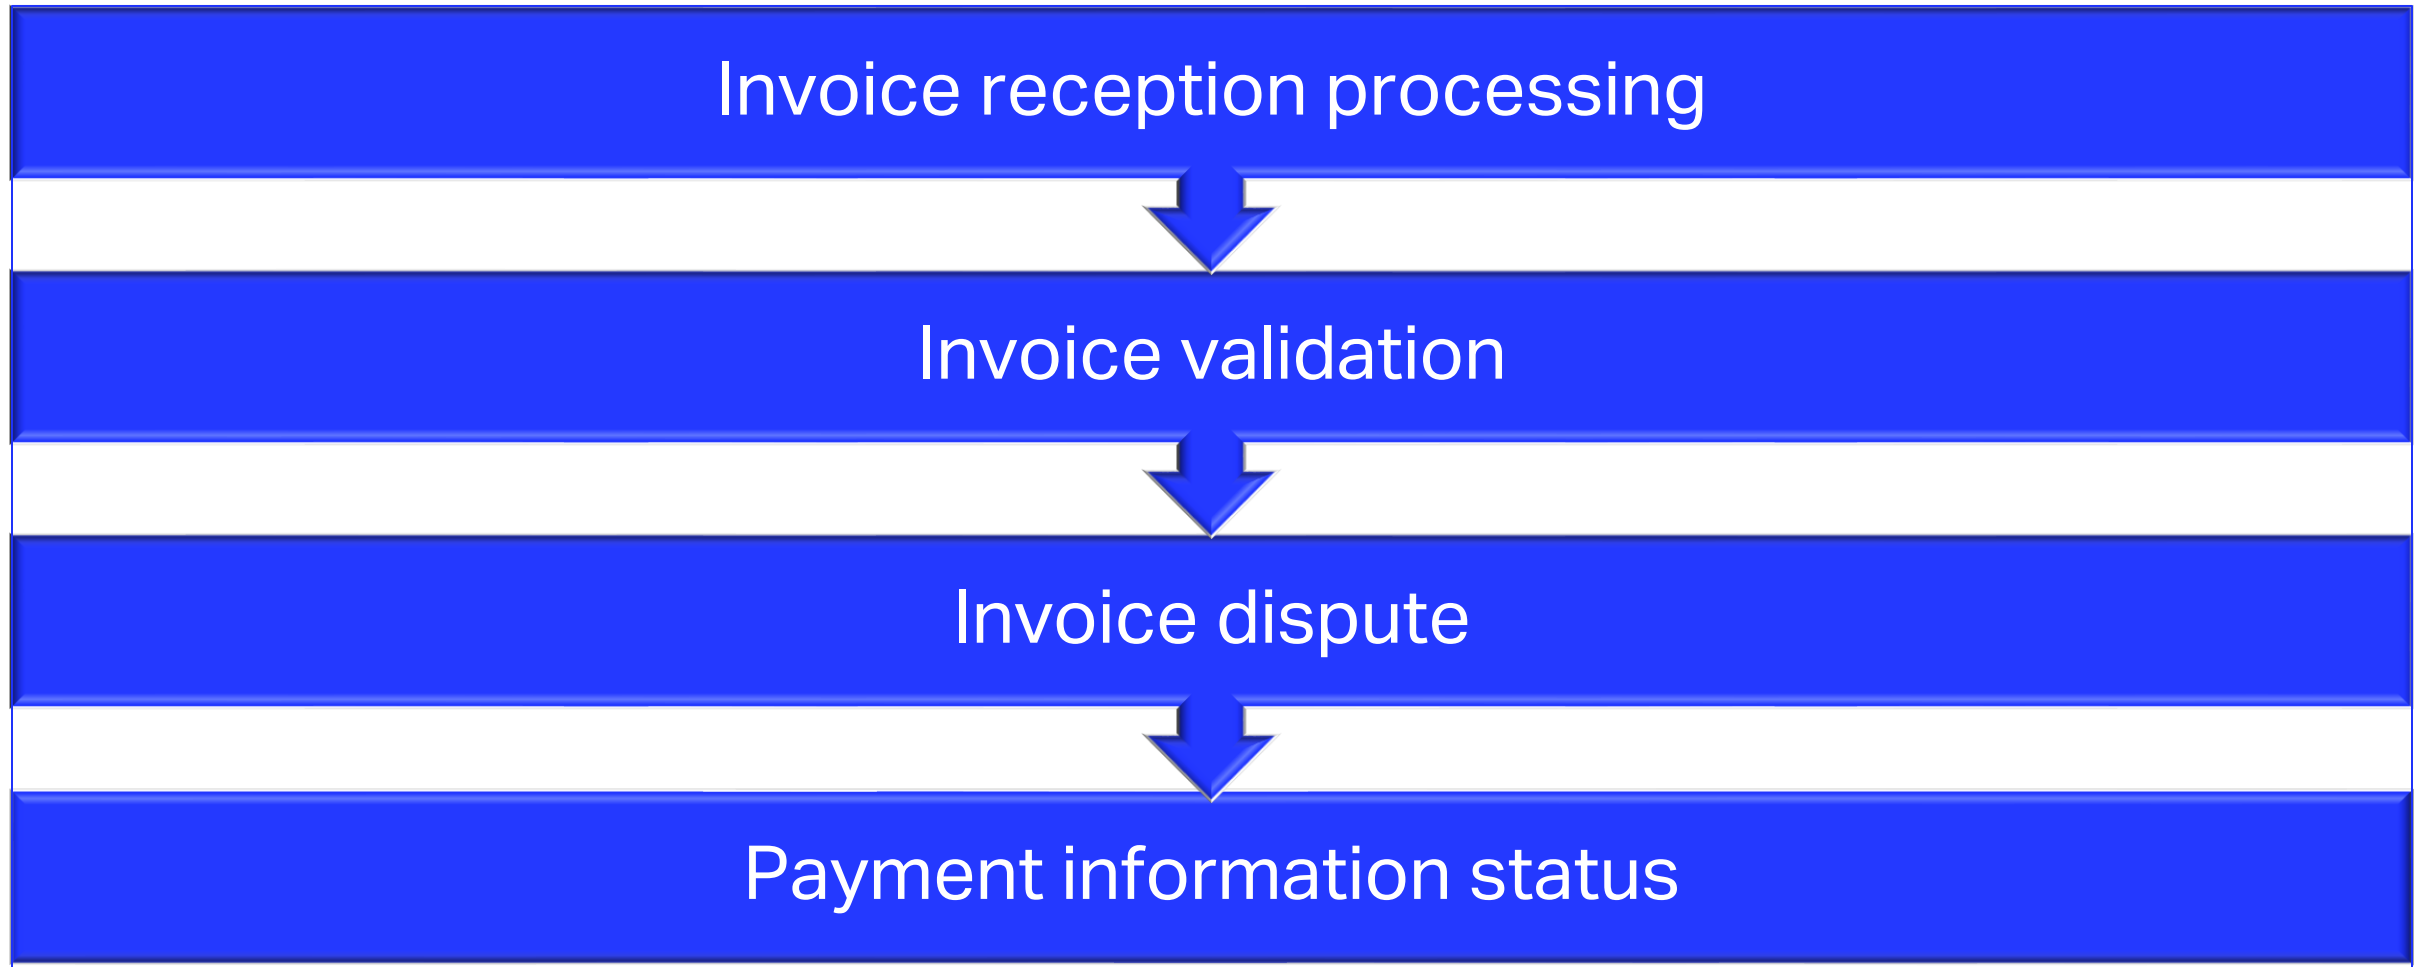 Invoice reception processing
Invoice validation
Invoice dispute
Payment information status